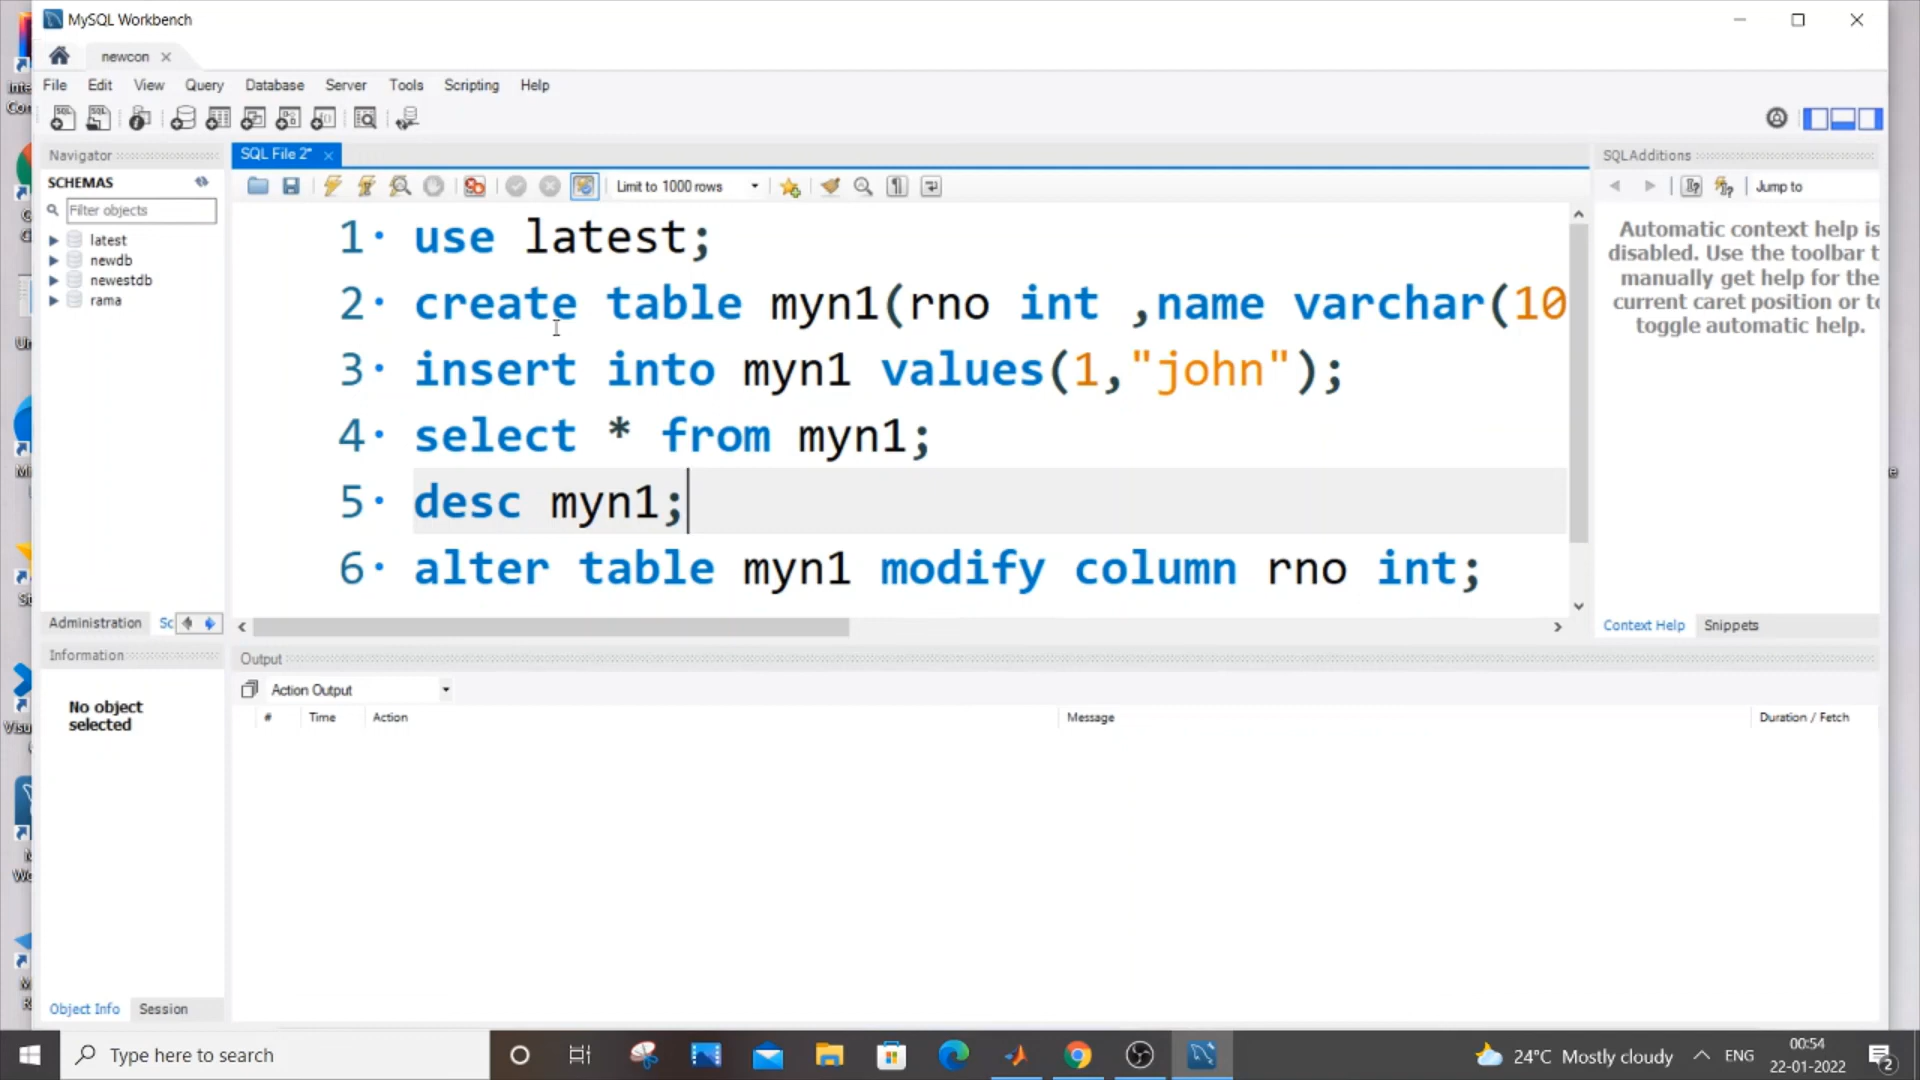 MySQL Workbench
newcon
File Edit View Query Database Server Tools Scripting Help
Navigator
SCHEMAS
Filter objects
latest
newdb
newestdb
rama
Administration Sc
Information
No object
selected
Object Info Session
SQL File 2*
Limit to 1000 rows
1 use latest;
2 create table myn1(rno int ,name varchar(10
3 insert into myn1 values(1,"john");
4 select * from myn1;
5 desc myn1;
6 alter table myn1 modify column rno int;
Output
Action Output
# Time Action Message Duration / Fetch
SQLAdditions
Jump to
Automatic context help is
disabled. Use the toolbar t
manually get help for the
current caret position or to
toggle automatic help.
Context Help Snippets
Type here to search
24°C Mostly cloudy
ENG
00:54
22-01-2022
2